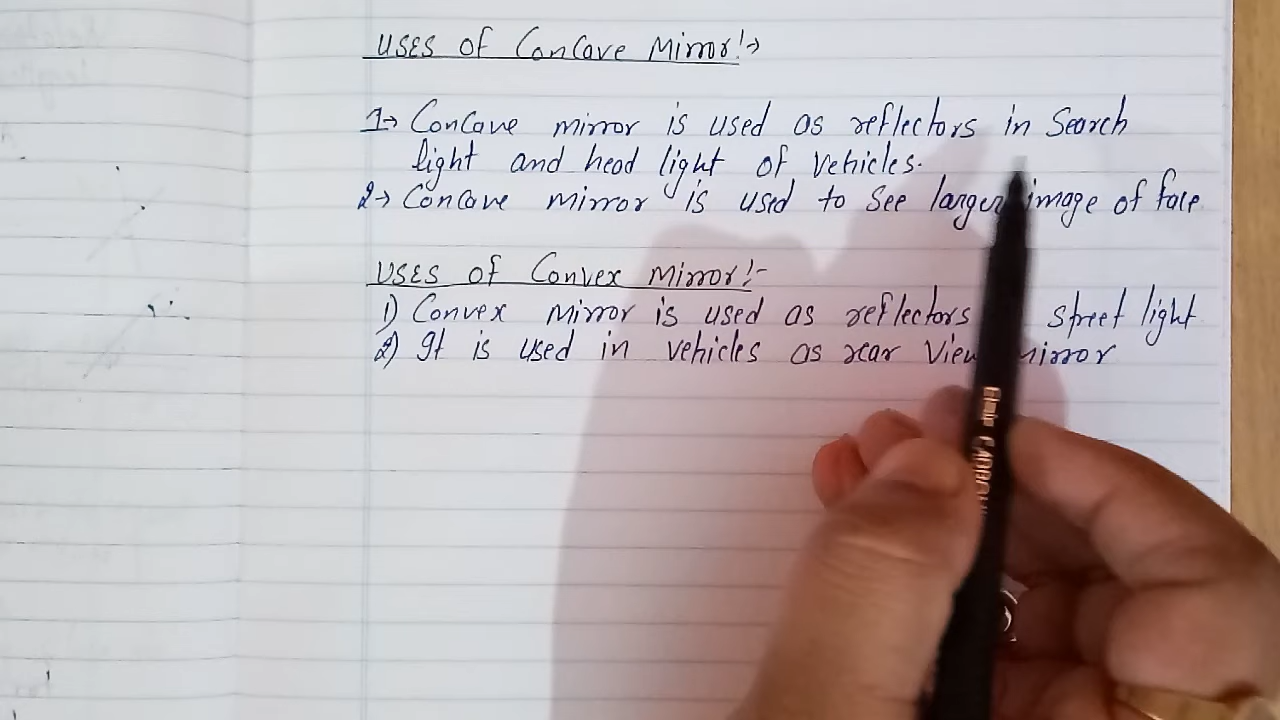 USES of Concave Mirror!→
1→ Concave mirror is used as reflectors in Search
light and head light of vehicles.
2→ Concave mirror is used to see larger image of face
USES of Convex Mirror!-
1) Convex mirror is used as reflectors street light
2) It is used in vehicles as rear view mirror